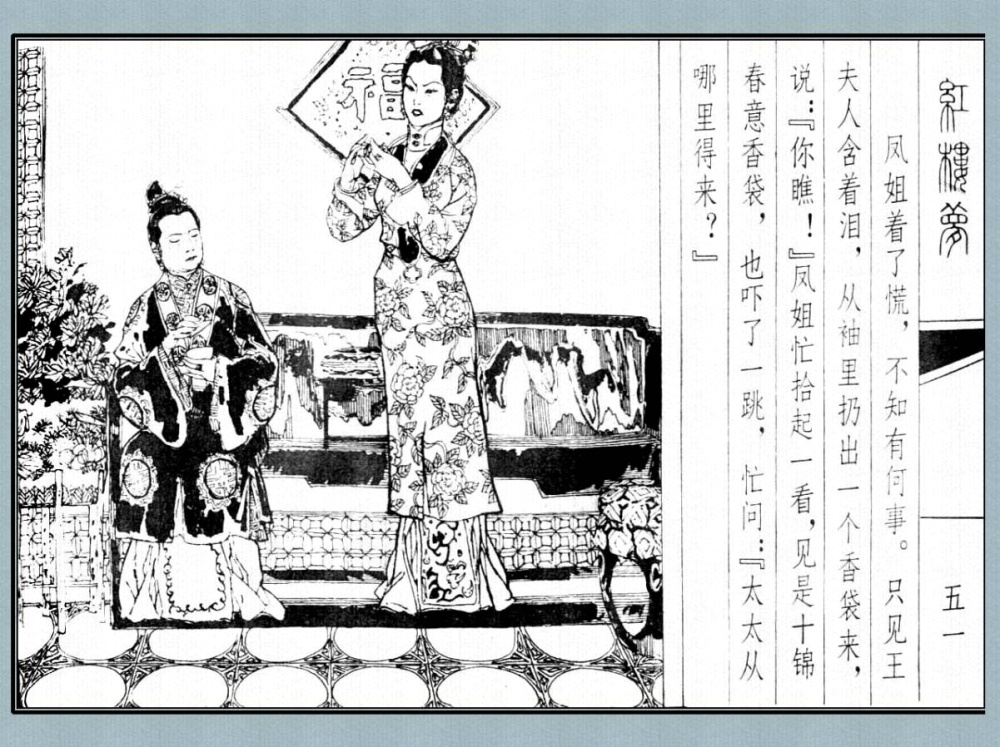 紅樓夢
五一
凤姐着了慌，不知有何事。只见王
夫人含着泪，从袖里扔出一个香袋来，
说：『你瞧！』凤姐忙拾起一看，见是十锦
春意香袋，也吓了一跳，忙问：『太太从
哪里得来？』
福